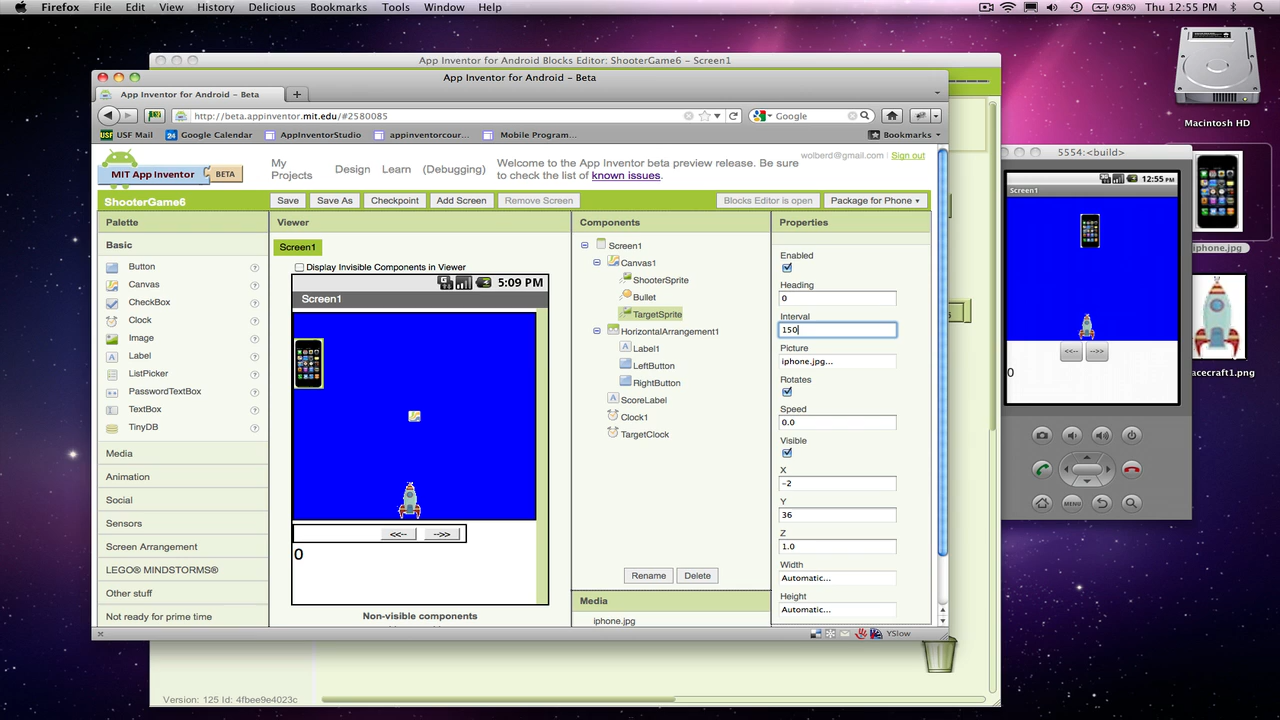 Firefox File Edit View History Delicious Bookmarks Tools Window Help
(98%) Thu 12:55 PM
App Inventor for Android Blocks Editor: ShooterGame6 - Screen1
App Inventor for Android - Beta
App Inventor for Android - Beta +
http://beta.appinventor.mit.edu/#2580085
Google
USF USF Mail 24 Google Calendar AppInventorStudio appinventorcour... Mobile Program... Bookmarks
MIT App Inventor BETA
My Projects Design Learn (Debugging)
Welcome to the App Inventor beta preview release. Be sure
to check the list of known issues.
wolberd@gmail.com | Sign out
ShooterGame6 Save Save As Checkpoint Add Screen Remove Screen Blocks Editor is open Package for Phone
Palette
Basic
Button ?
Canvas ?
CheckBox ?
Clock ?
Image ?
Label ?
ListPicker ?
PasswordTextBox ?
TextBox ?
TinyDB ?
Media
Animation
Social
Sensors
Screen Arrangement
LEGO® MINDSTORMS®
Other stuff
Not ready for prime time
Viewer
Screen1
Display Invisible Components in Viewer
5:09 PM
Screen1
<<-- -->>
0
Non-visible components
Components
Screen1
Canvas1
ShooterSprite
Bullet
TargetSprite
HorizontalArrangement1
Label1
LeftButton
RightButton
ScoreLabel
Clock1
TargetClock
Rename Delete
Media
iphone.jpg
Properties
Enabled
Heading
0
Interval
150
Picture
iphone.jpg...
Rotates
Speed
0.0
Visible
X
-2
Y
36
Z
1.0
Width
Automatic...
Height
Automatic...
YSlow
Version: 125 Id: 4fbee9e4023c
5554:<build>
12:55 PM
Screen1
<<-- -->>
0
MENU
Macintosh HD
iphone.jpg
acecraft1.png